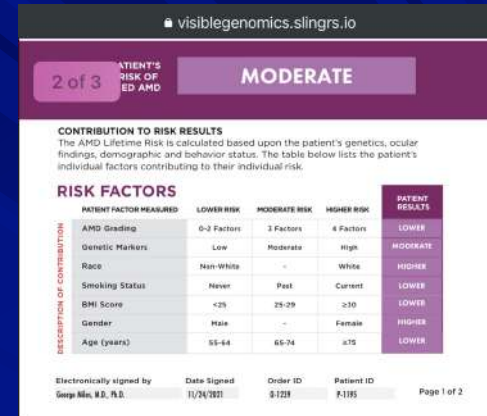 visiblegenomics.slingrs.io
2 of 3
ATIENT'S
RISK OF
ED AMD
MODERATE
CONTRIBUTION TO RISK RESULTS
The AMD Lifetime Risk is calculated based upon the patient's genetics, ocular
findings, demographic and behavior status. The table below lists the patient's
individual factors contributing to their individual risk.
RISK FACTORS
PATIENT FACTOR MEASURED LOWER RISK MODERATE RISK HIGHER RISK PATIENT RESULTS
DESCRIPTION OF CONTRIBUTION
AMD Grading 0-2 Factors 3 Factors 4 Factors LOWER
Genetic Markers Low Moderate High MODERATE
Race Non-White - White HIGHER
Smoking Status Never Past Current LOWER
BMI Score <25 25-29 ≥30 LOWER
Gender Male - Female HIGHER
Age (years) 55-64 65-74 ≥75 LOWER
Electronically signed by Date Signed Order ID Patient ID
George Miles, M.D., Ph.D. 11/24/2021 O-1239 P-1195 Page 1 of 2